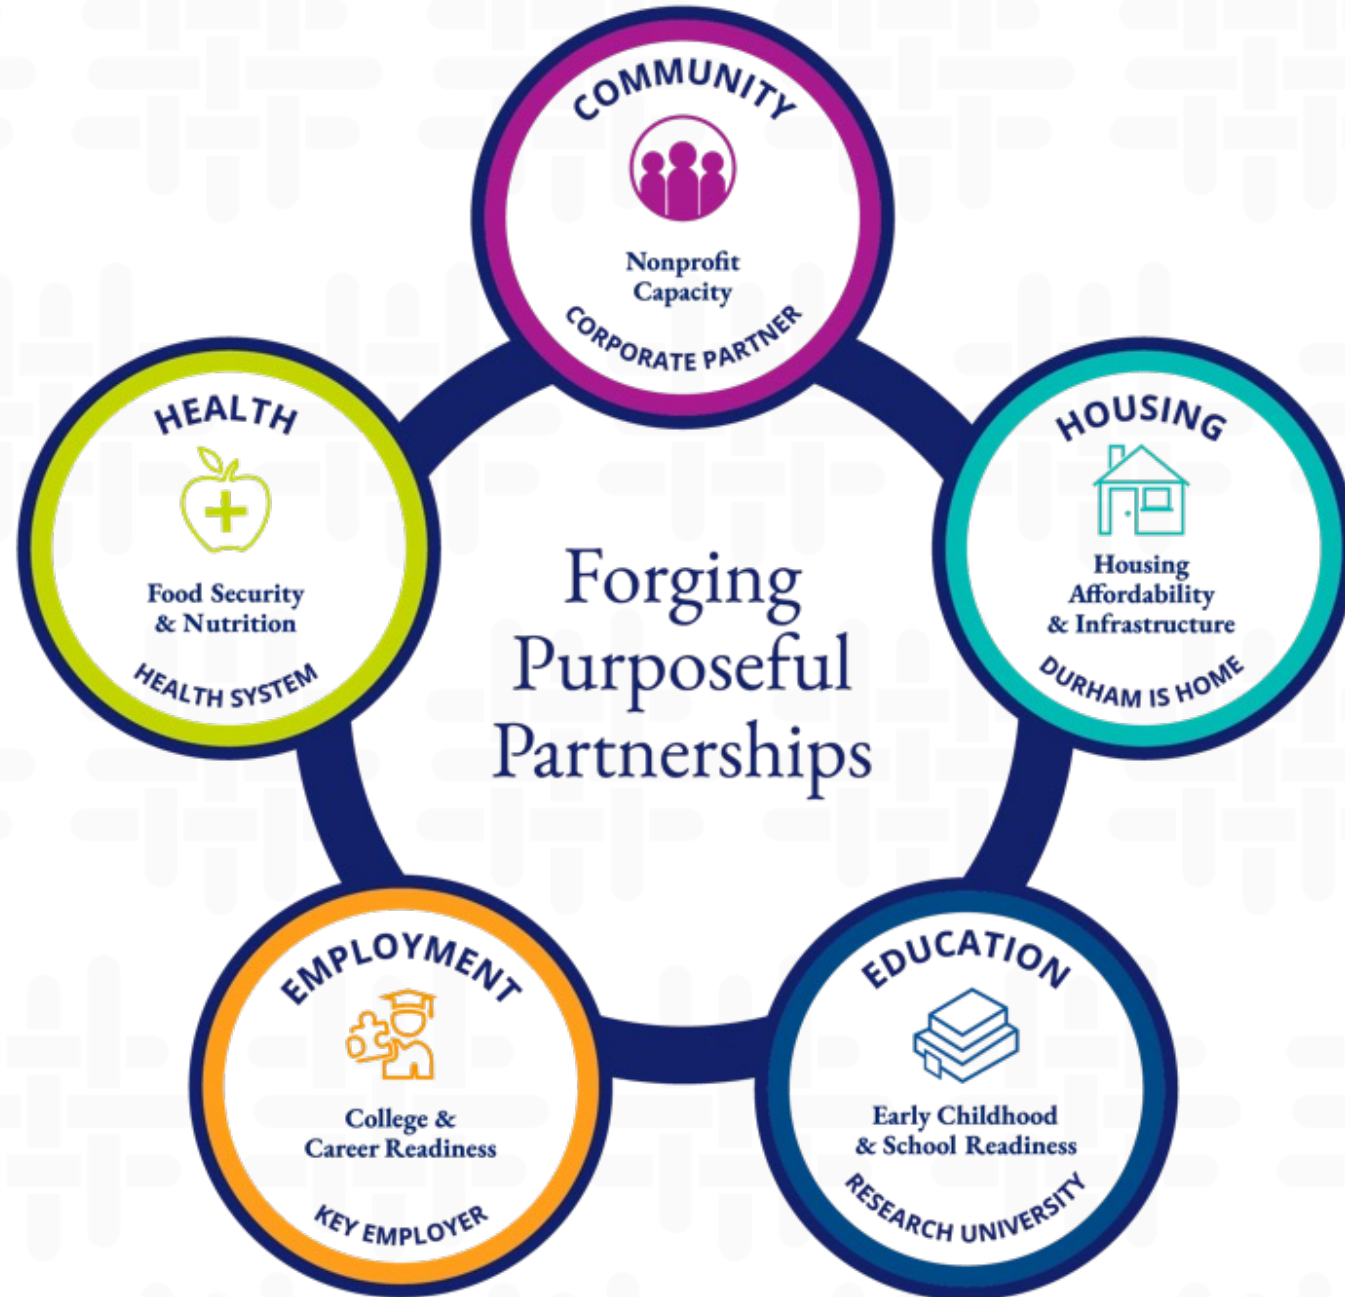 COMMUNITY
Nonprofit
Capacity
CORPORATE PARTNER
HEALTH
Food Security
& Nutrition
HEALTH SYSTEM
HOUSING
Housing
Affordability
& Infrastructure
DURHAM IS HOME
Forging
Purposeful
Partnerships
EMPLOYMENT
College &
Career Readiness
KEY EMPLOYER
EDUCATION
Early Childhood
& School Readiness
RESEARCH UNIVERSITY